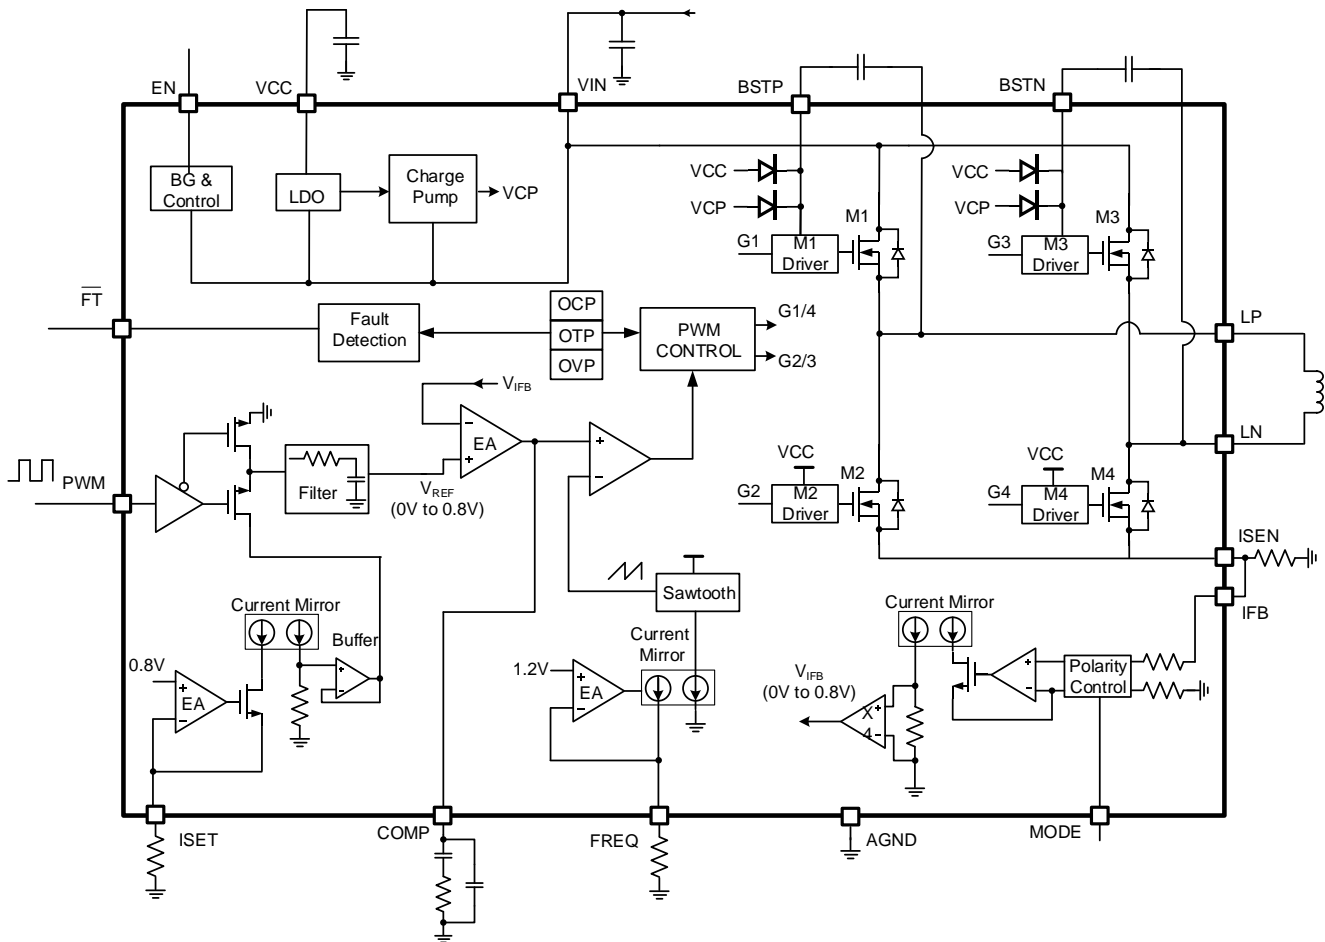 EN
VCC
VIN
BSTP
BSTN
BG &
Control
LDO
Charge
Pump
VCP
VCC
VCP
G1
M1
Driver
M1
VCC
VCP
G3
M3
Driver
M3
FT
Fault
Detection
OCP
OTP
OVP
PWM
CONTROL
G1/4
G2/3
LP
LN
VIFB
EA
-
+
+
-
PWM
Filter
VREF
(0V to 0.8V)
VCC
G2
M2
Driver
M2
VCC
G4
M4
Driver
M4
ISEN
IFB
Sawtooth
Current Mirror
Buffer
+
-
0.8V
+
EA
-
Current
Mirror
1.2V
+
EA
-
Current Mirror
VIFB
(0V to 0.8V)
X
4
+
-
+
-
Polarity
Control
ISET
COMP
FREQ
AGND
MODE